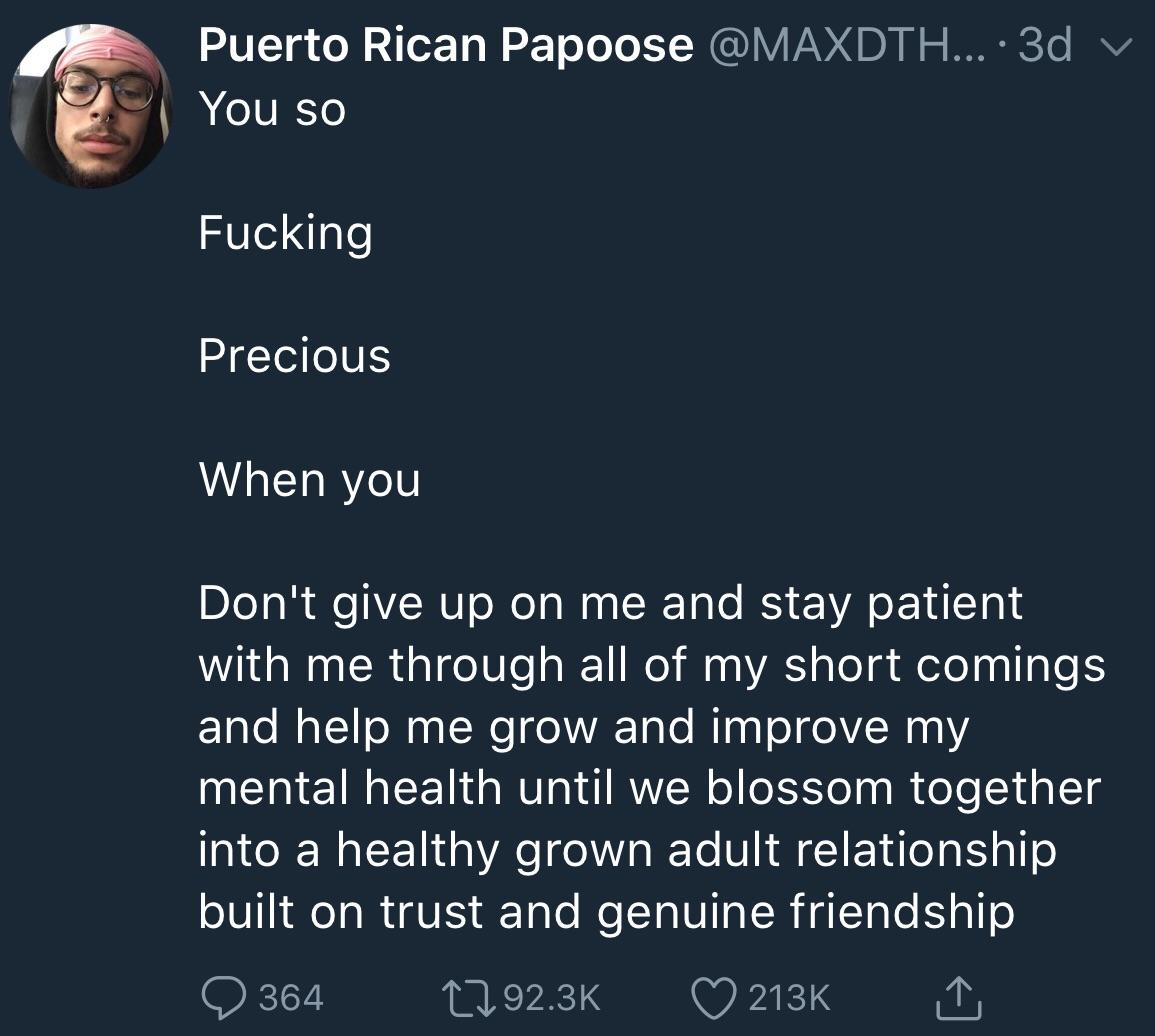 Puerto Rican Papoose @MAXDTH... · 3d
You so
Fucking
Precious
When you
Don't give up on me and stay patient
with me through all of my short comings
and help me grow and improve my
mental health until we blossom together
into a healthy grown adult relationship
built on trust and genuine friendship
364 92.3K 213K